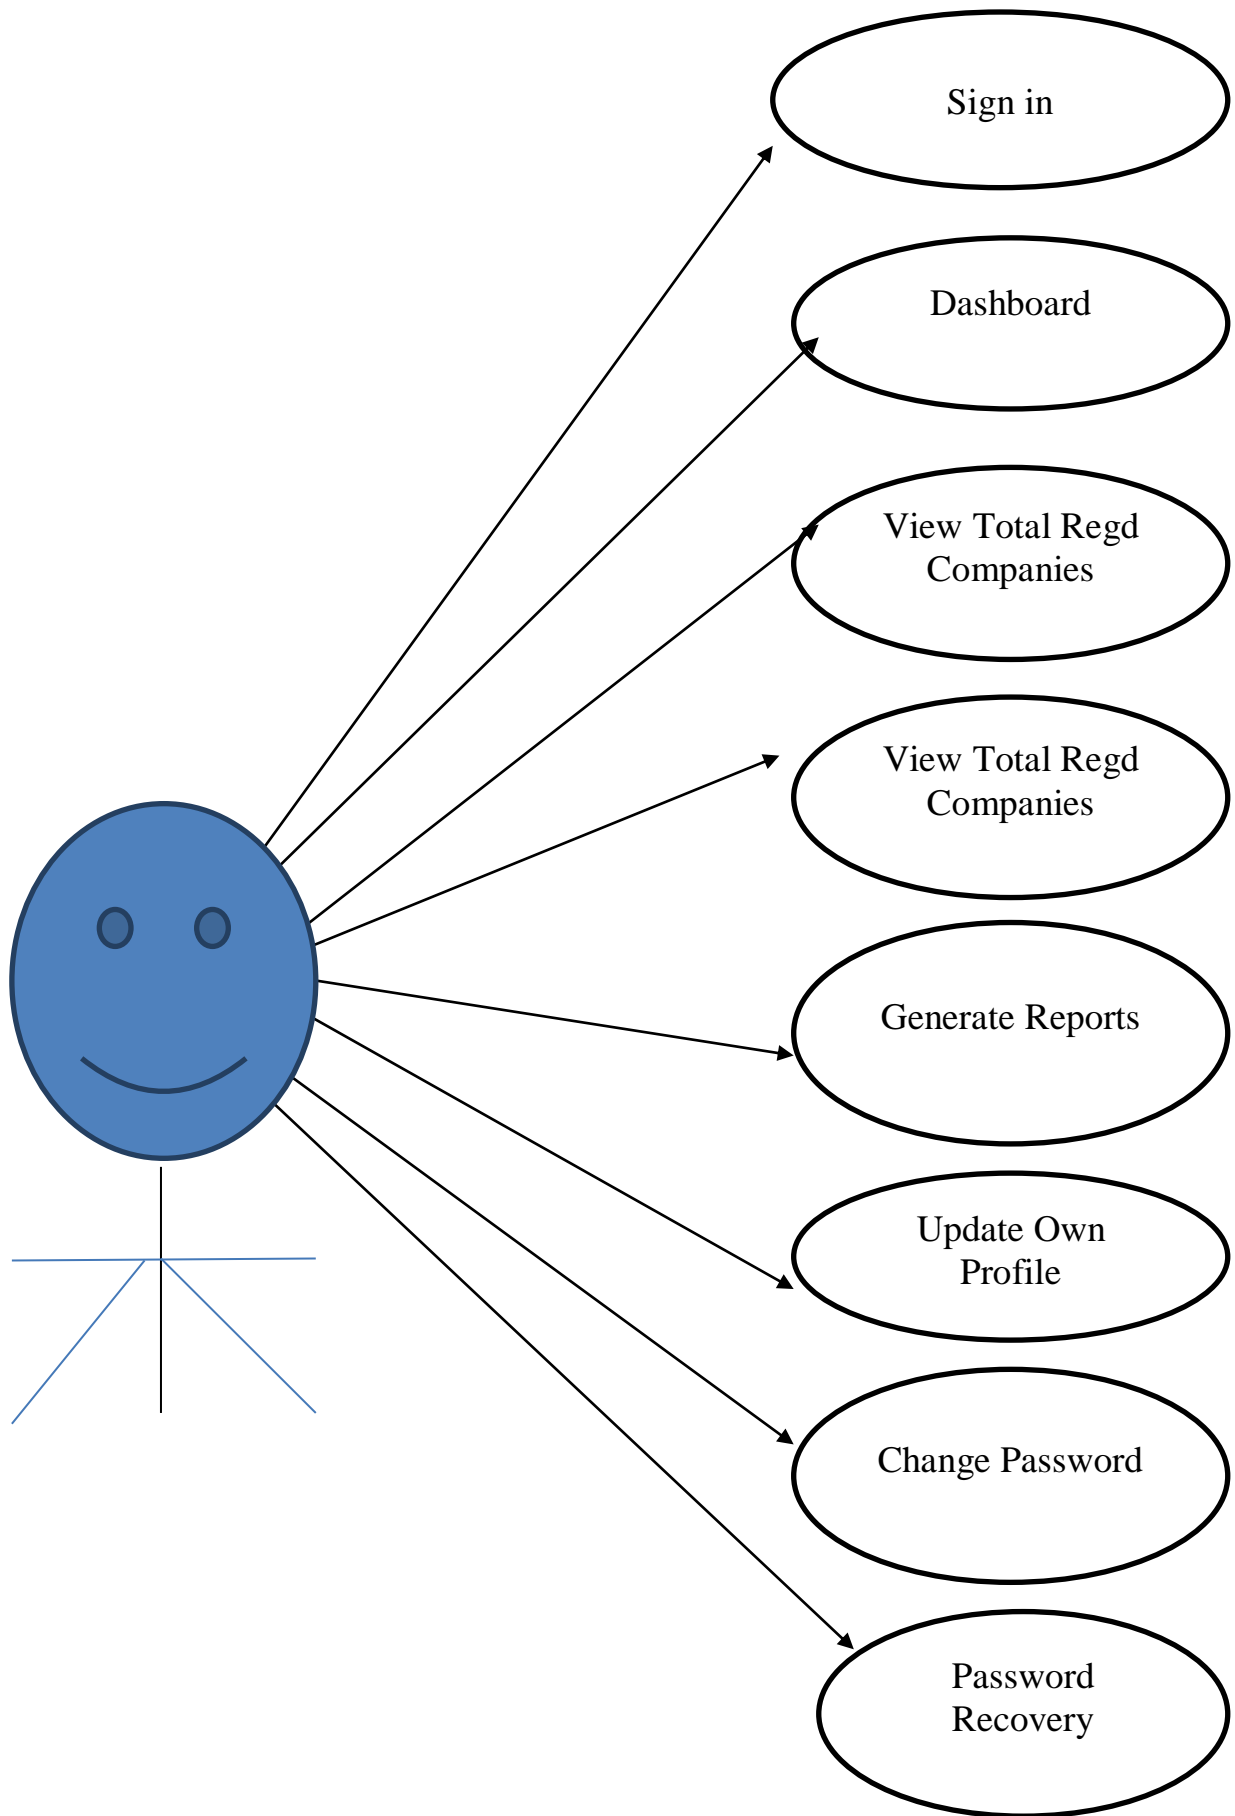 Sign in
Dashboard
View Total Regd
Companies
View Total Regd
Companies
Generate Reports
Update Own
Profile
Change Password
Password
Recovery